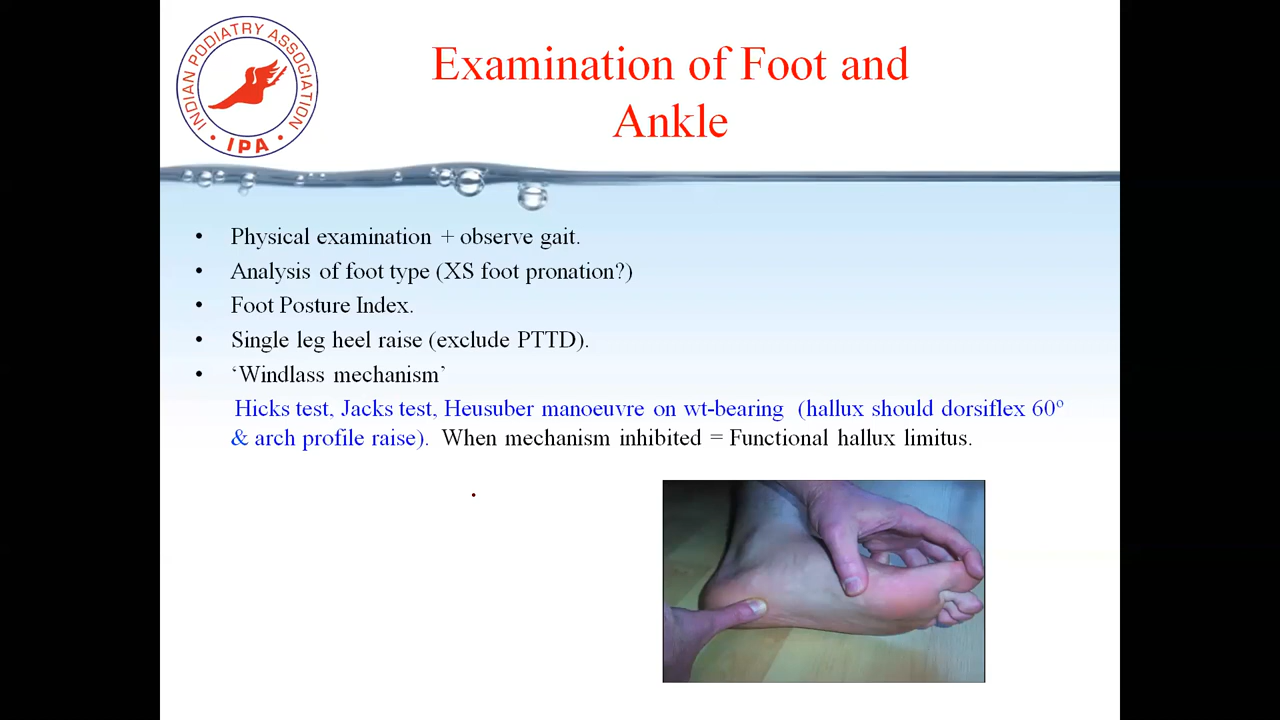 INDIAN PODIATRY ASSOCIATION
• IPA •
Examination of Foot and
Ankle
• Physical examination + observe gait.
• Analysis of foot type (XS foot pronation?)
• Foot Posture Index.
• Single leg heel raise (exclude PTTD).
• ‘Windlass mechanism’
Hicks test, Jacks test, Heusuber manoeuvre on wt-bearing (hallux should dorsiflex 60º
& arch profile raise). When mechanism inhibited = Functional hallux limitus.